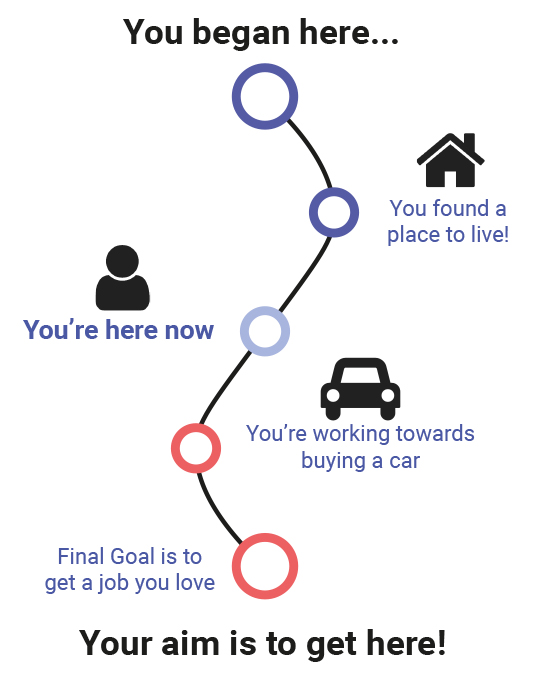 You began here...
You found a
place to live!
You’re here now
You’re working towards
buying a car
Final Goal is to
get a job you love
Your aim is to get here!